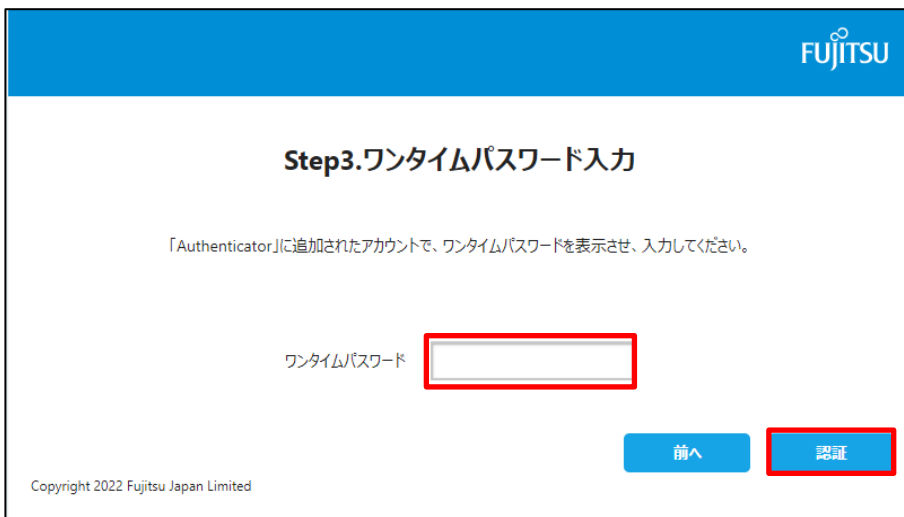 FUJITSU
Step3.ワンタイムパスワード入力
「Authenticator」に追加されたアカウントで、ワンタイムパスワードを表示させ、入力してください。
ワンタイムパスワード
前へ 認証
Copyright 2022 Fujitsu Japan Limited